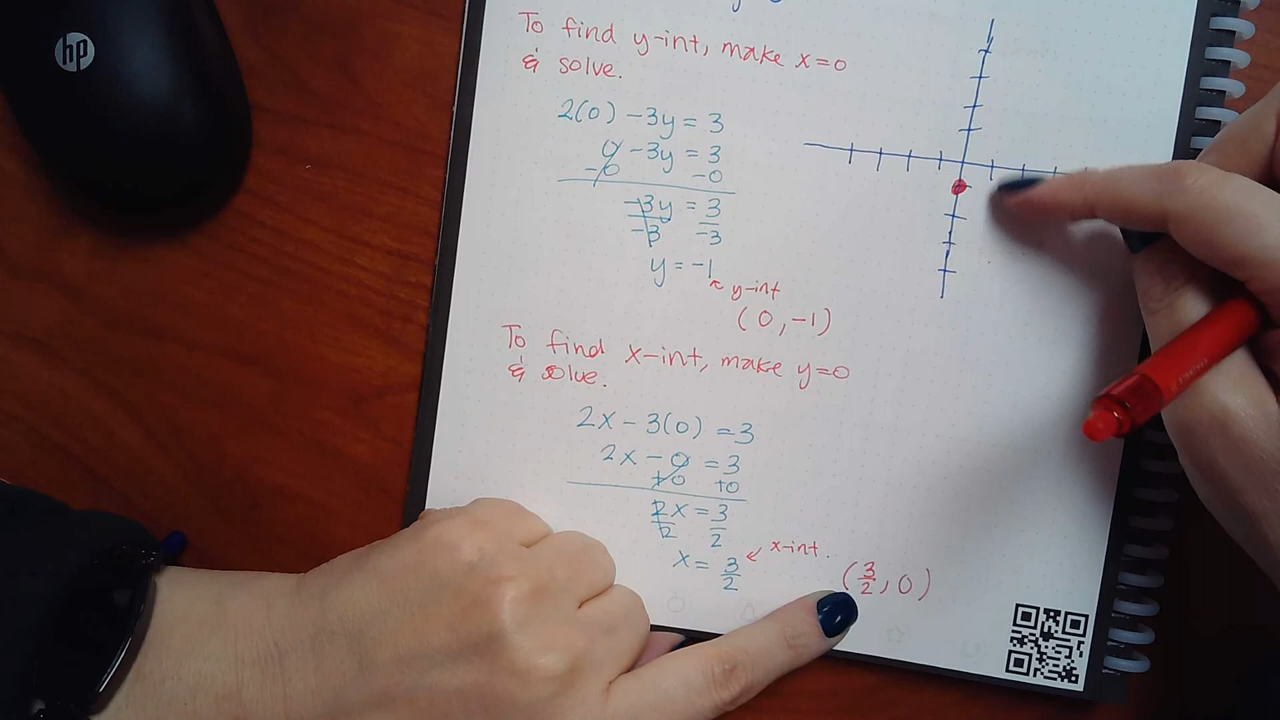 hp
To find y-int, make x=0
& solve.
2(0) -3y = 3
0 -3y = 3
-0 -0
-3y = 3
-3 -3
y = -1
y-int
(0, -1)
To find x-int, make y=0
& solve.
2x - 3(0) = 3
2x - 0 = 3
+0 +0
2x = 3
2 2
x = 3/2
x-int.
(3/2, 0)